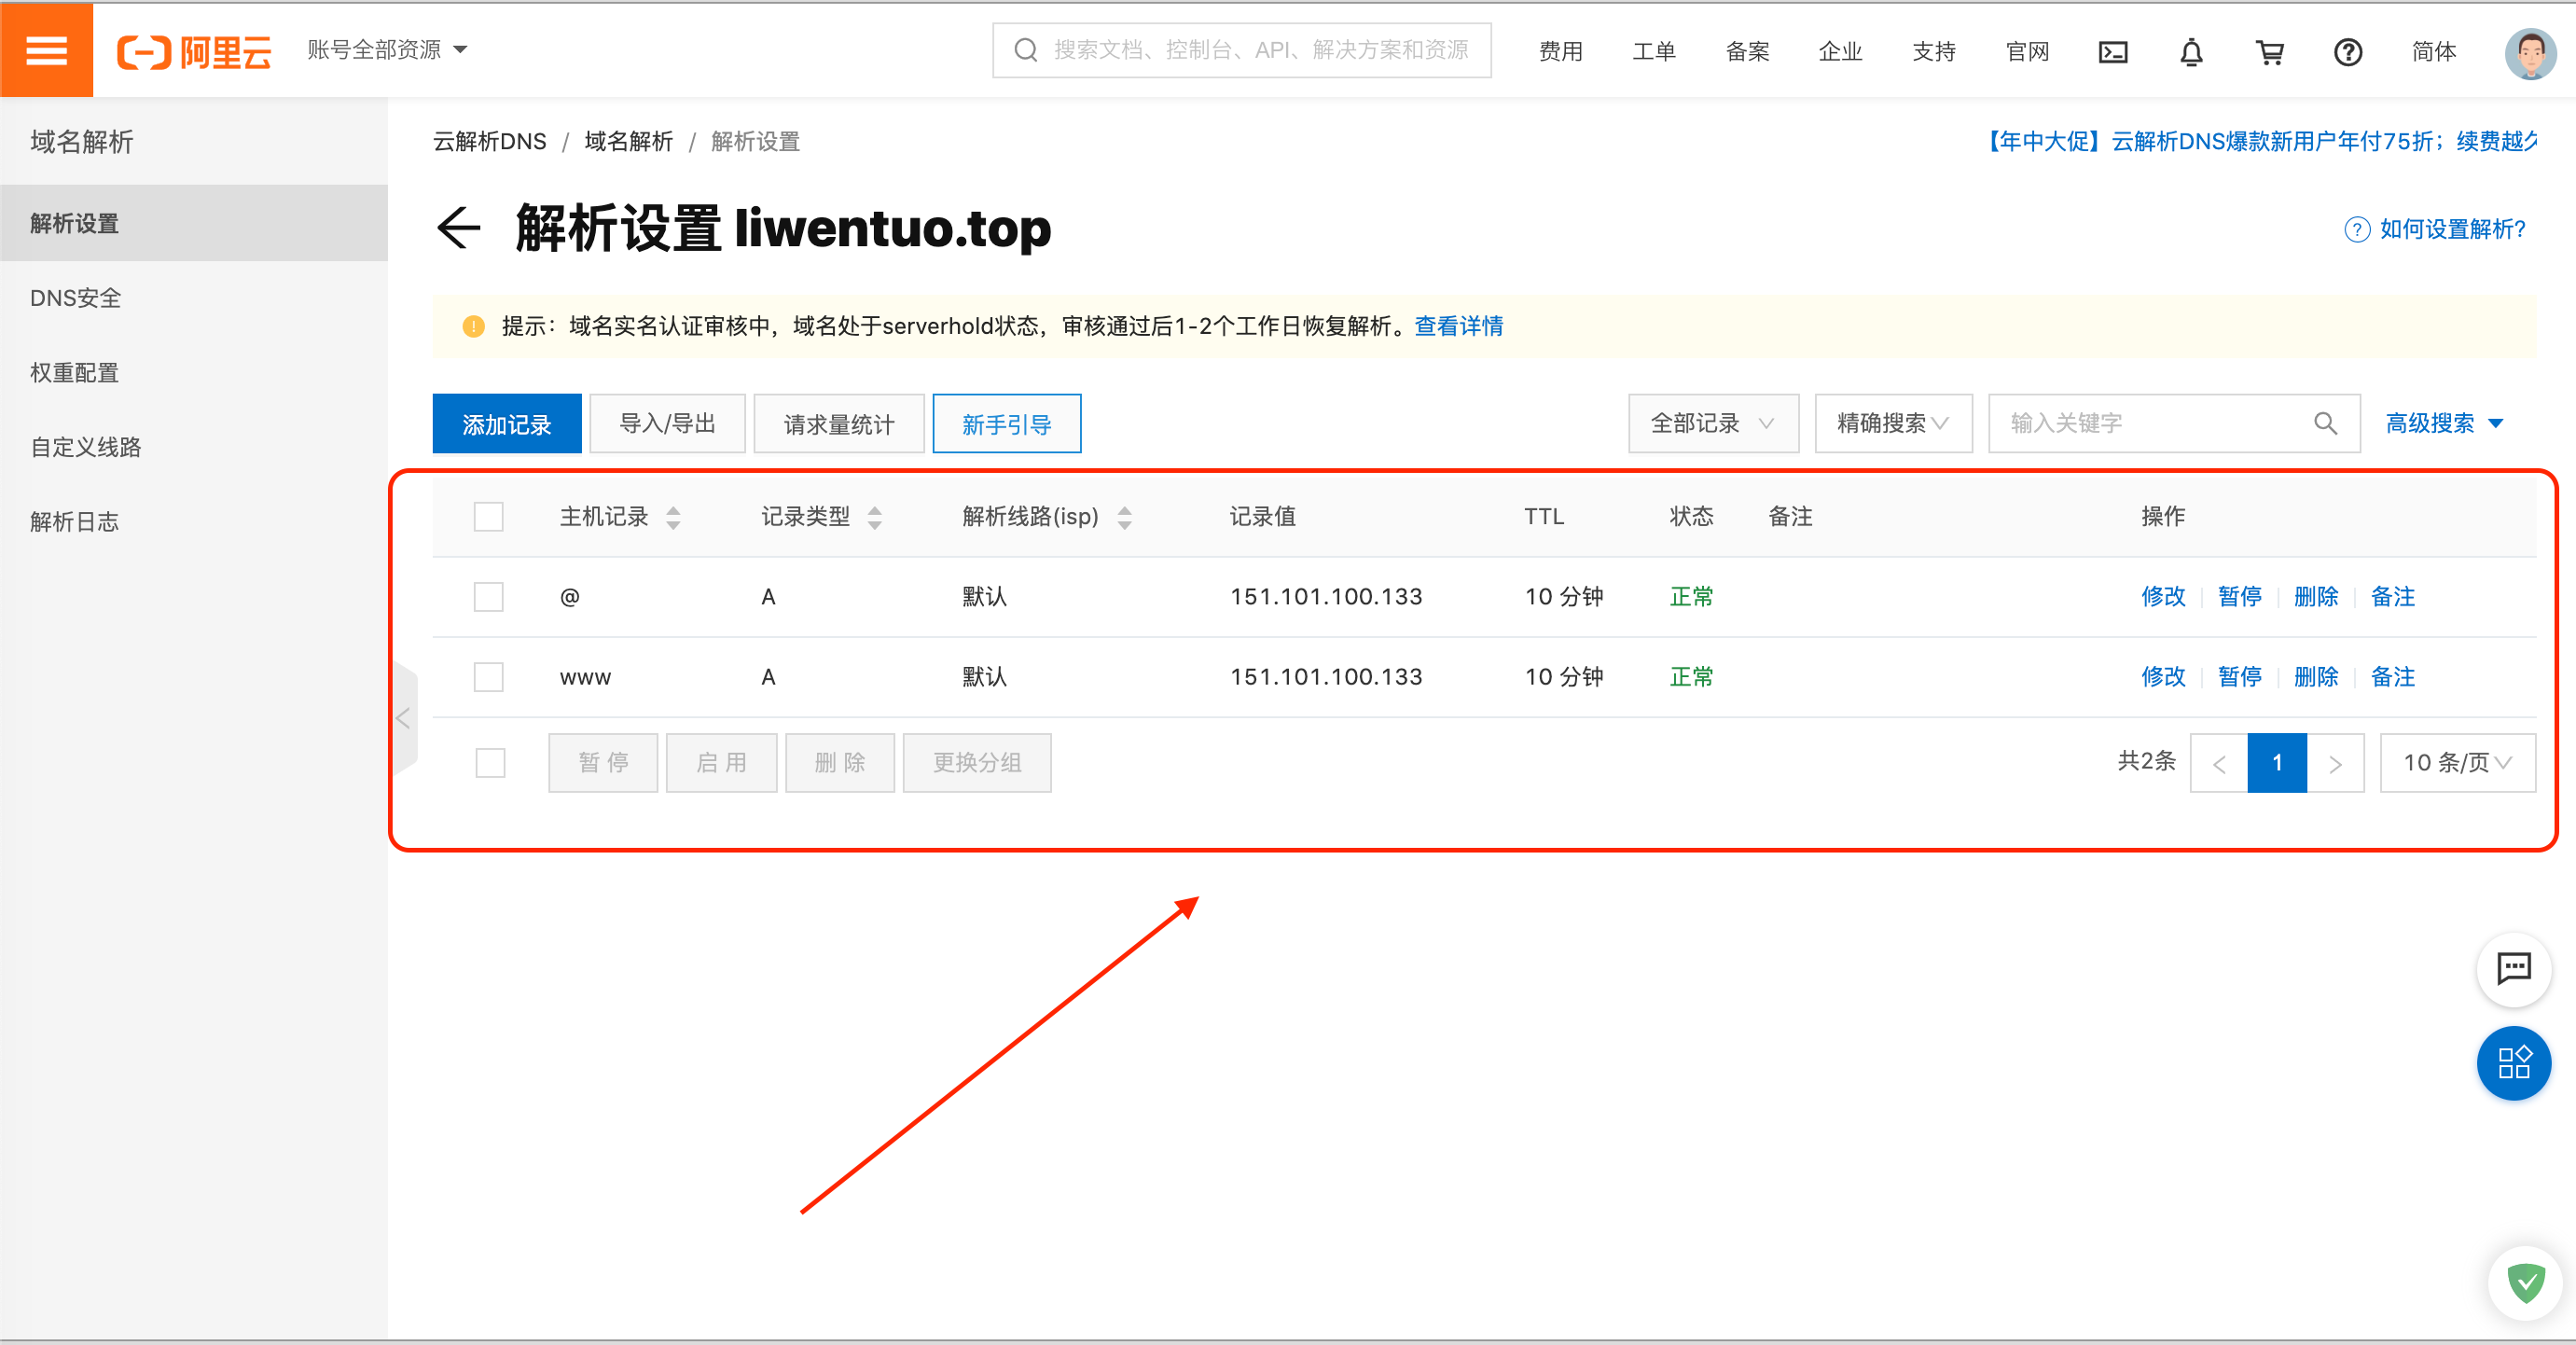 阿里云 账号全部资源 搜索文档、控制台、API、解决方案和资源 费用 工单 备案 企业 支持 官网 简体
域名解析
解析设置
DNS安全
权重配置
自定义线路
解析日志
云解析DNS / 域名解析 / 解析设置
【年中大促】云解析DNS爆款新用户年付75折；续费越
解析设置 liwentuo.top
如何设置解析?
提示：域名实名认证审核中，域名处于serverhold状态，审核通过后1-2个工作日恢复解析。查看详情
添加记录 导入/导出 请求量统计 新手引导 全部记录 精确搜索 输入关键字 高级搜索
主机记录 记录类型 解析线路(isp) 记录值 TTL 状态 备注 操作
@ A 默认 151.101.100.133 10 分钟 正常 修改 暂停 删除 备注
www A 默认 151.101.100.133 10 分钟 正常 修改 暂停 删除 备注
暂停 启用 删除 更换分组 共2条 < 1 > 10 条/页